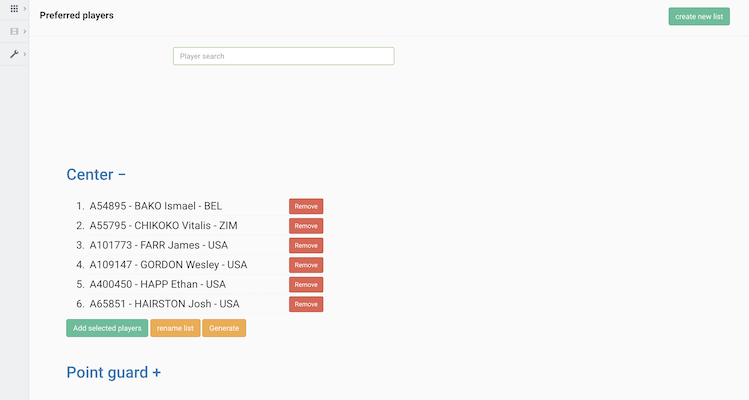 Preferred players
create new list
Player search
Center −
1. A54895 - BAKO Ismael - BEL Remove
2. A55795 - CHIKOKO Vitalis - ZIM Remove
3. A101773 - FARR James - USA Remove
4. A109147 - GORDON Wesley - USA Remove
5. A400450 - HAPP Ethan - USA Remove
6. A65851 - HAIRSTON Josh - USA Remove
Add selected players rename list Generate
Point guard +